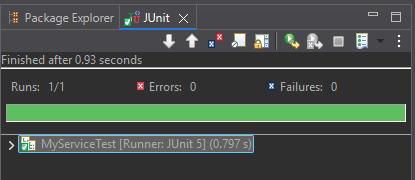 Package Explorer JUnit
Finished after 0.93 seconds
Runs: 1/1 Errors: 0 Failures: 0
MyServiceTest [Runner: JUnit 5] (0.797 s)